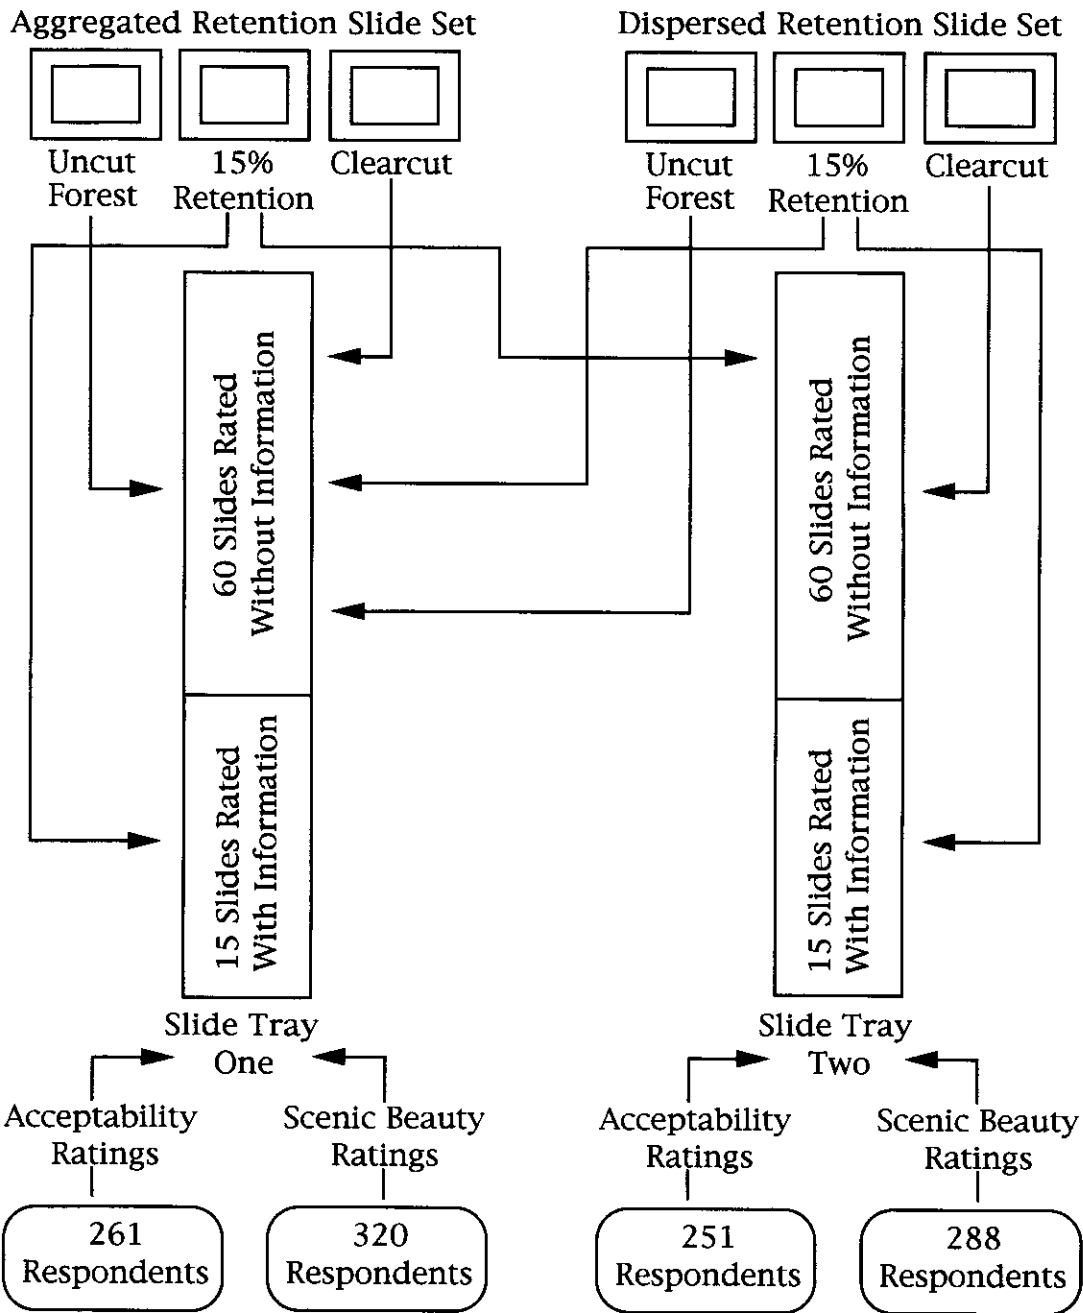 Aggregated Retention Slide Set
Dispersed Retention Slide Set
Uncut
Forest
15%
Retention
Clearcut
Uncut
Forest
15%
Retention
Clearcut
60 Slides Rated
Without Information
15 Slides Rated
With Information
60 Slides Rated
Without Information
15 Slides Rated
With Information
Slide Tray
One
Slide Tray
Two
Acceptability
Ratings
Scenic Beauty
Ratings
Acceptability
Ratings
Scenic Beauty
Ratings
261
Respondents
320
Respondents
251
Respondents
288
Respondents